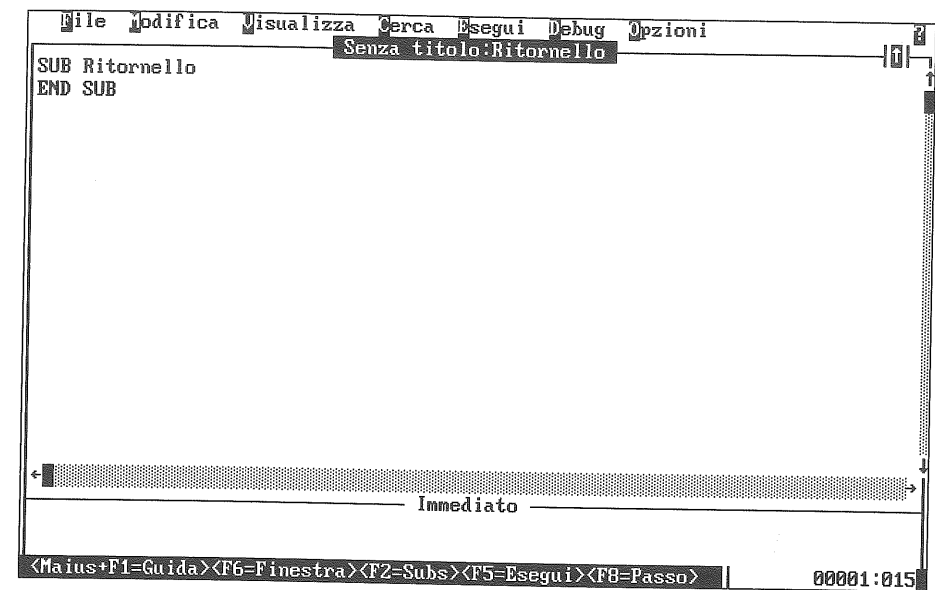 File Modifica Visualizza Cerca Esegui Debug Opzioni ?
Senza titolo:Ritornello
SUB Ritornello
END SUB
Immediato
<Maius+F1=Guida><F6=Finestra><F2=Subs><F5=Esegui><F8=Passo> 00001:015